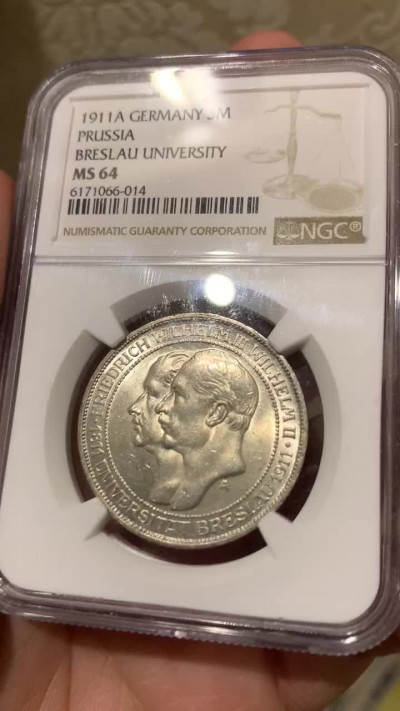 1911A GERMANY 3M
PRUSSIA
BRESLAU UNIVERSITY
MS 64
6171066-014
NUMISMATIC GUARANTY CORPORATION
NGC®
FRIEDRICH WILHELM III WILHELM II
UNIVERSITÄT BRESLAU 1911
A